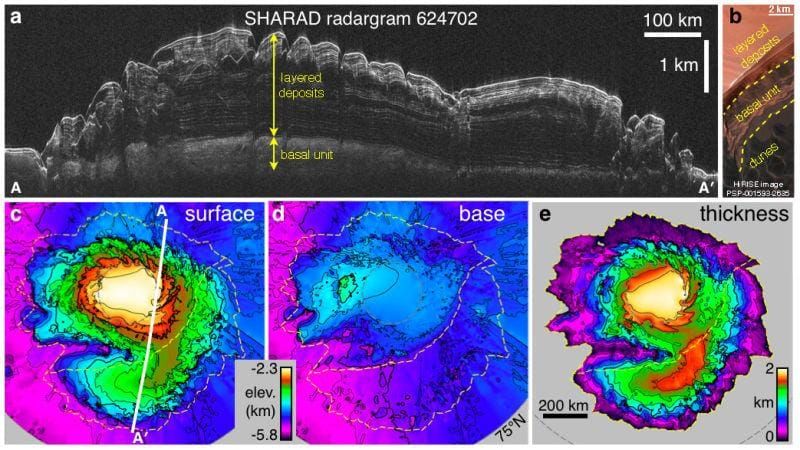 a
SHARAD radargram 624702
100 km
1 km
layered
deposits
basal unit
A
A′
b
2 km
layered
deposits
basal unit
dunes
HiRISE image
PSP-001593-2635
c
surface
A
A′
-2.3
elev.
(km)
-5.8
d
base
75°N
e
thickness
200 km
2
km
0